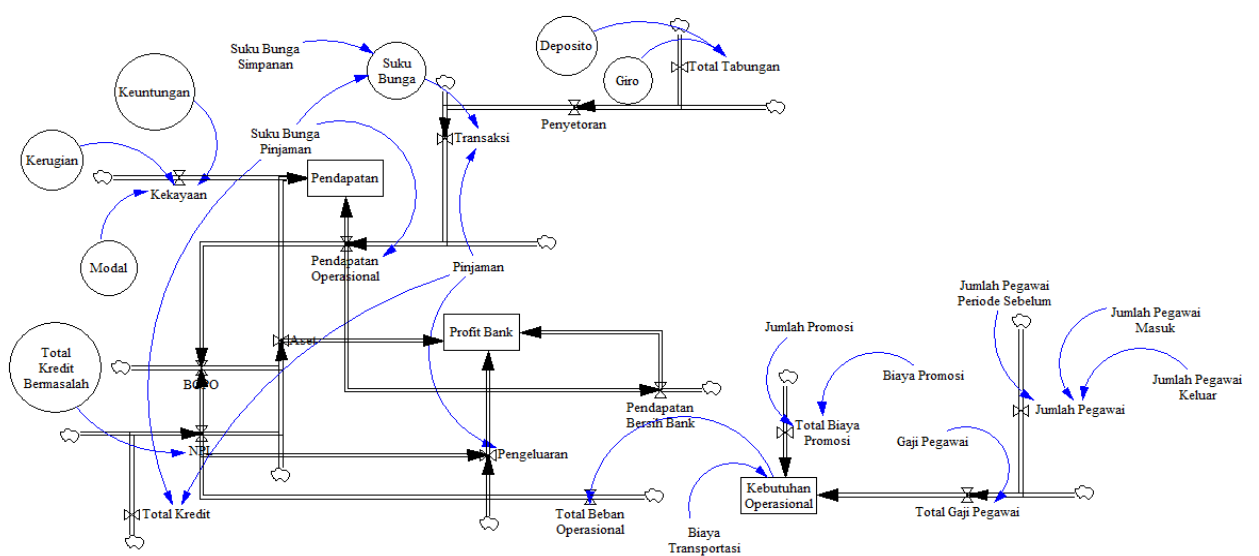 Suku Bunga
Simpanan
Suku
Bunga
Deposito
Giro
Total Tabungan
Keuntungan
Penyetoran
Kerugian
Suku Bunga
Pinjaman
Transaksi
Pendapatan
Kekayaan
Modal
Pendapatan
Operasional
Pinjaman
Total
Kredit
Bermasalah
Aset
Profit Bank
BOPO
Jumlah Promosi
Biaya Promosi
Jumlah Pegawai
Periode Sebelum
Jumlah Pegawai
Masuk
Jumlah Pegawai
Keluar
Jumlah Pegawai
Pendapatan
Bersih Bank
Total Biaya
Promosi
Gaji Pegawai
NPL
Pengeluaran
Total Kredit
Total Beban
Operasional
Kebutuhan
Operasional
Total Gaji Pegawai
Biaya
Transportasi